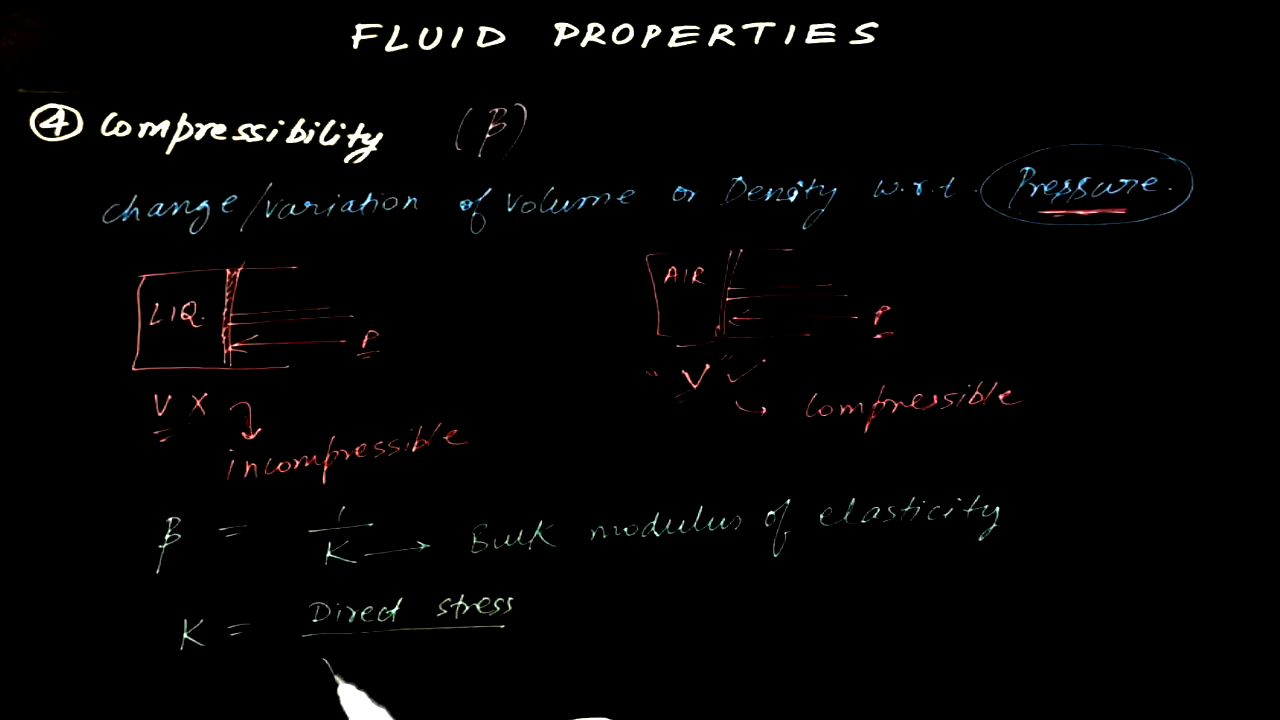 FLUID PROPERTIES
④ Compressibility (β)
change/variation of volume or Density w.r.t. Pressure.
LIQ. P
AIR P
V X
incompressible
"V" ✓
compressible
β = 1/K → Bulk modulus of elasticity
K = Direct stress